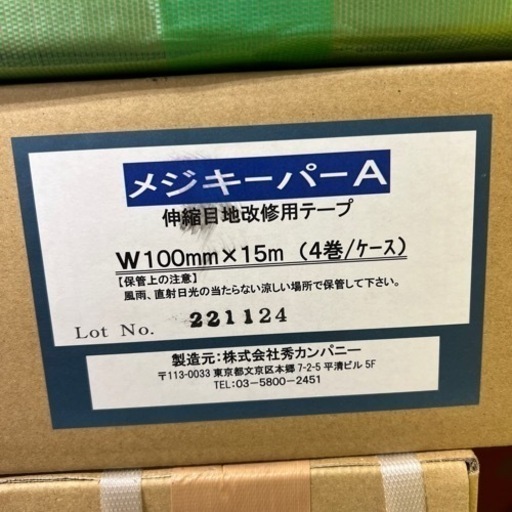 メジキーパーA
伸縮目地改修用テープ
W100mm×15m (4巻/ケース)
【保管上の注意】
風雨、直射日光の当たらない涼しい場所で保管して下さい。
Lot No. 221124
製造元:株式会社秀カンパニー
〒113-0033 東京都文京区本郷 7-2-5 平清ビル 5F
TEL:03-5800-2451